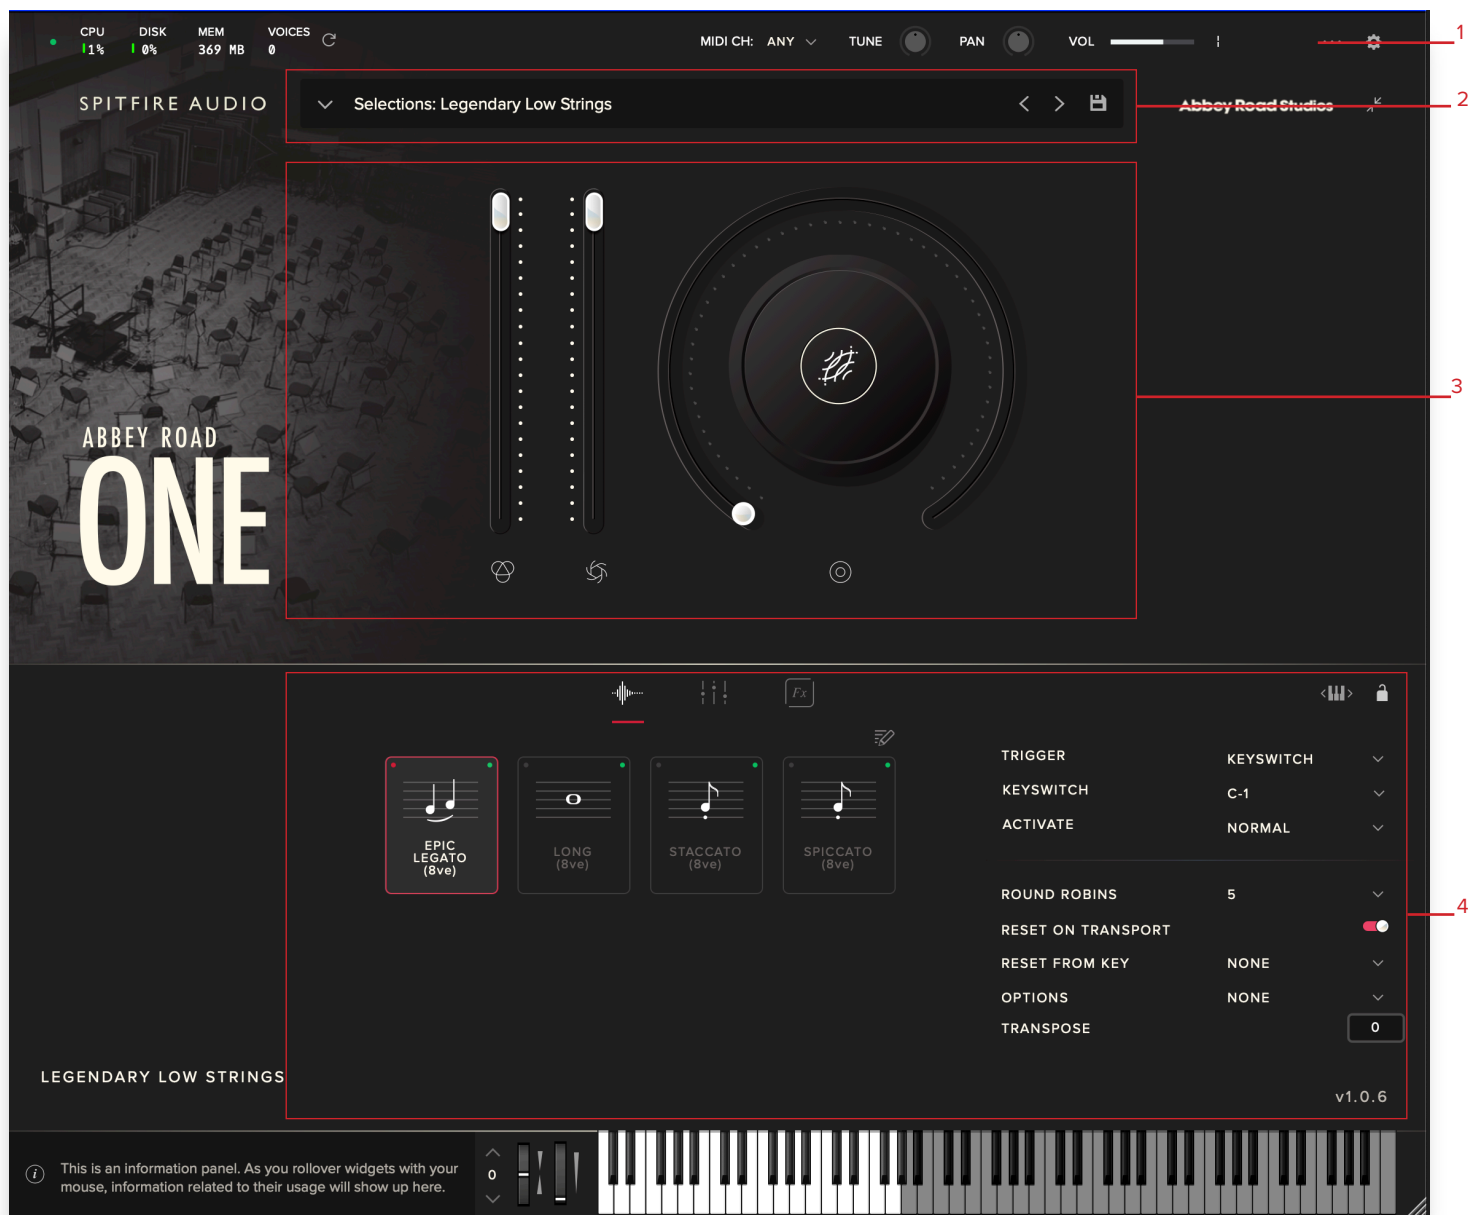 CPU DISK MEM VOICES
1% 0% 369 MB 0
MIDI CH: ANY TUNE PAN VOL
1
SPITFIRE AUDIO
Selections: Legendary Low Strings
Abbey Road Studios
2
3
ABBEY ROAD
ONE
Fx
TRIGGER KEYSWITCH
KEYSWITCH C-1
ACTIVATE NORMAL
EPIC
LEGATO
(8ve)
LONG
(8ve)
STACCATO
(8ve)
SPICCATO
(8ve)
ROUND ROBINS 5
4
RESET ON TRANSPORT
RESET FROM KEY NONE
OPTIONS NONE
TRANSPOSE 0
LEGENDARY LOW STRINGS
v1.0.6
i
This is an information panel. As you rollover widgets with your
mouse, information related to their usage will show up here.
0